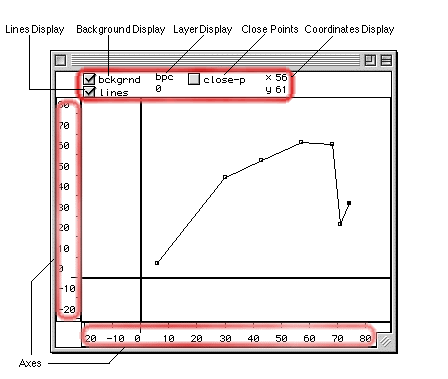 Lines Display Background Display Layer Display Close Points Coordinates Display
bckgrnd bpc close-p x 56
lines 0 y 61
80
70
60
50
40
30
20
10
0
-10
-20
20 -10 0 10 20 30 40 50 60 70 80
Axes